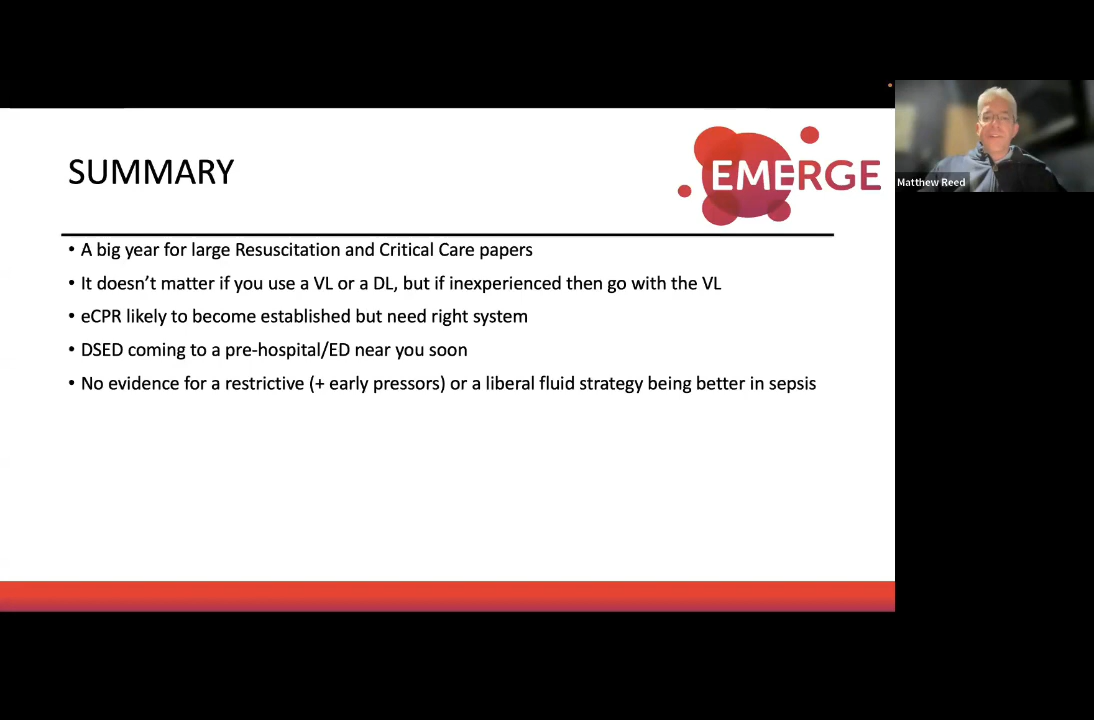 SUMMARY
EMERGE
Matthew Reed
• A big year for large Resuscitation and Critical Care papers
• It doesn’t matter if you use a VL or a DL, but if inexperienced then go with the VL
• eCPR likely to become established but need right system
• DSED coming to a pre-hospital/ED near you soon
• No evidence for a restrictive (+ early pressors) or a liberal fluid strategy being better in sepsis